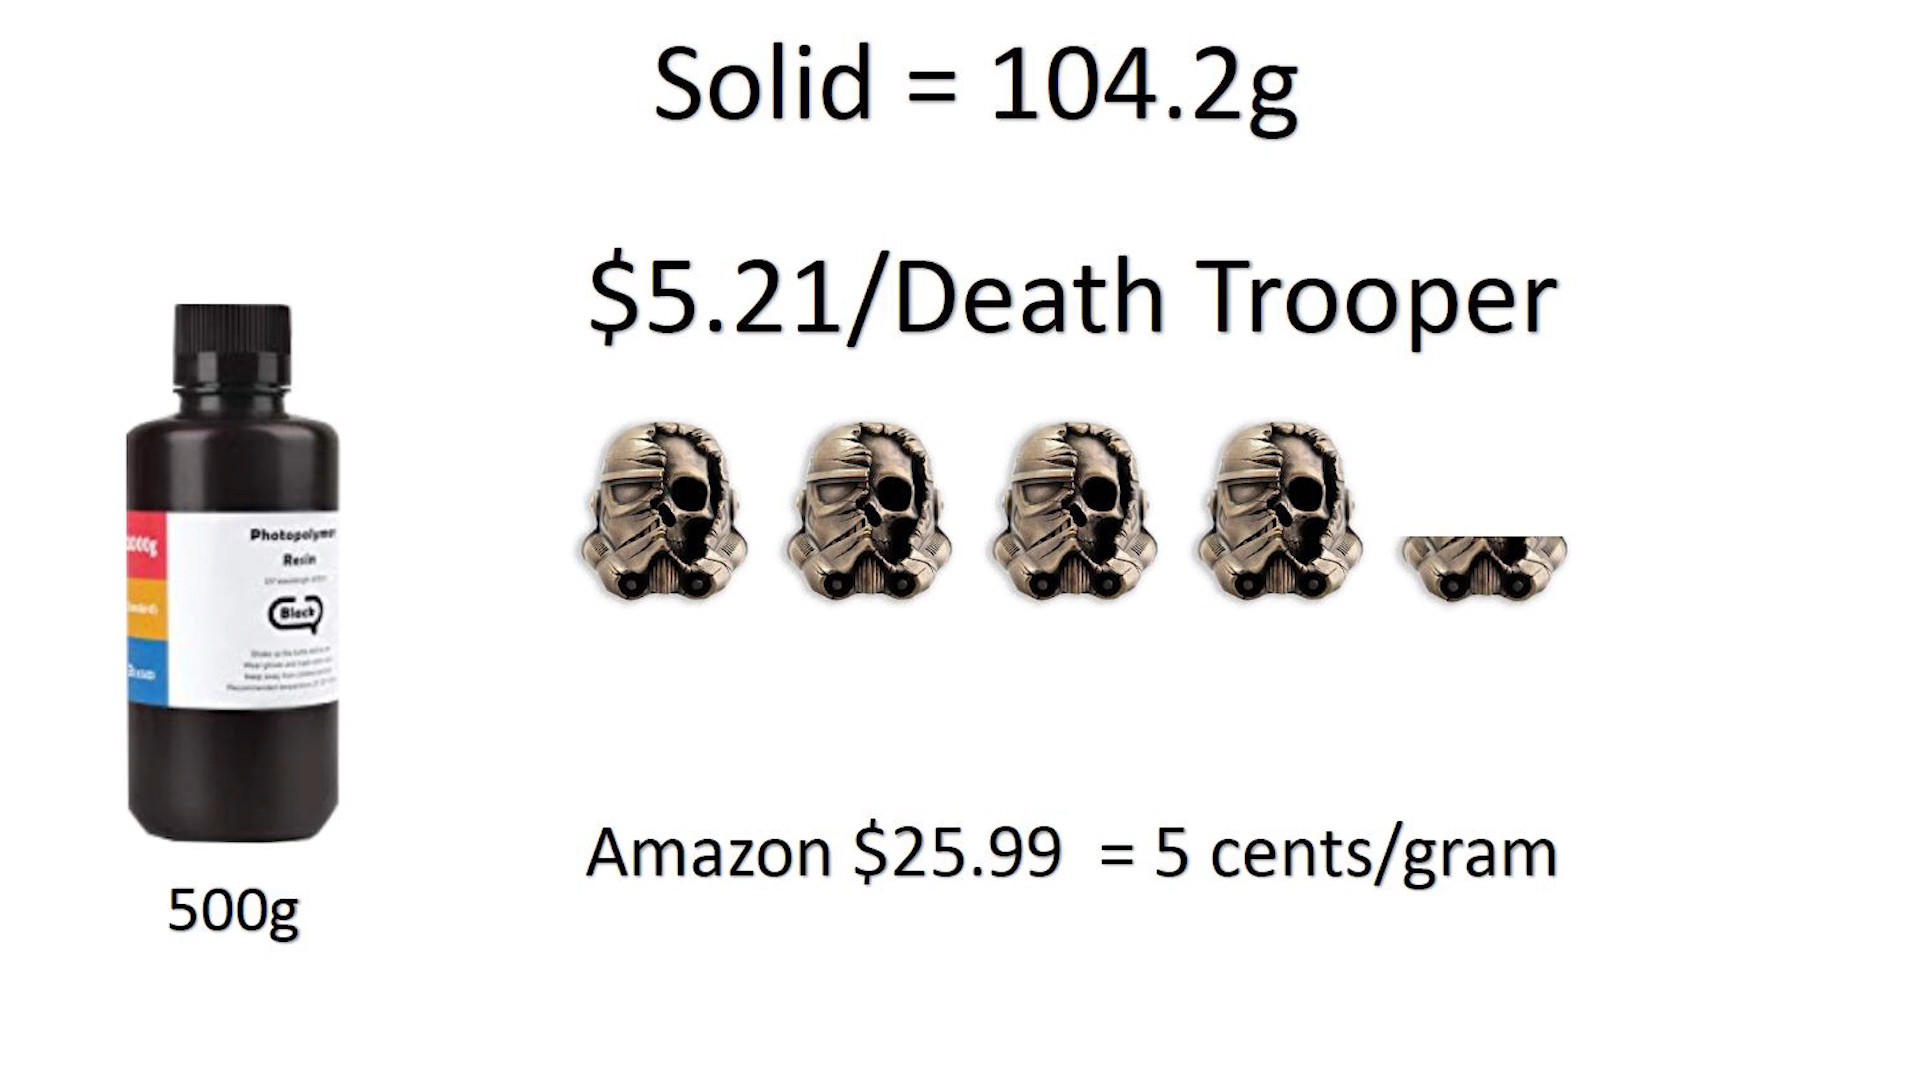 Solid = 104.2g
$5.21/Death Trooper
Photopolymer
Resin
Black
Amazon $25.99 = 5 cents/gram
500g